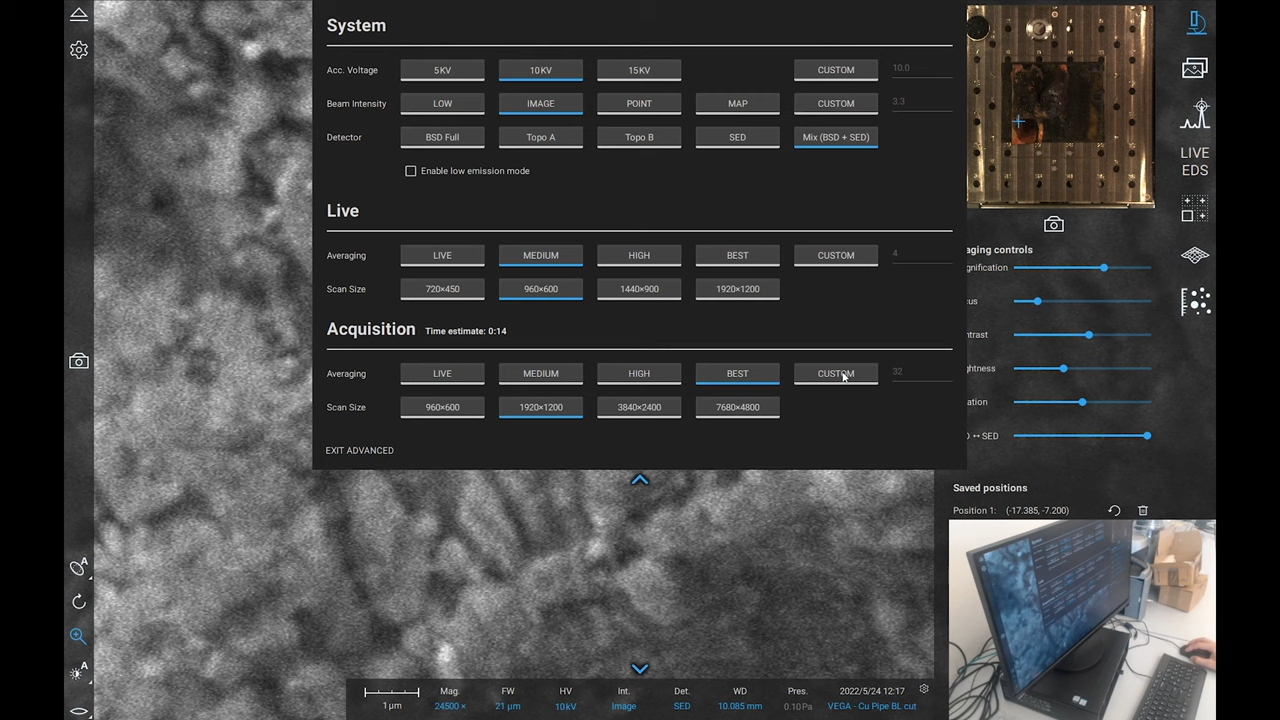 System
Acc. Voltage 5KV 10KV 15KV CUSTOM 10.0
Beam Intensity LOW IMAGE POINT MAP CUSTOM 3.3
Detector BSD Full Topo A Topo B SED Mix (BSD + SED)
Enable low emission mode
Live
Averaging LIVE MEDIUM HIGH BEST CUSTOM 4
Scan Size 720×450 960×600 1440×900 1920×1200
Acquisition Time estimate: 0:14
Averaging LIVE MEDIUM HIGH BEST CUSTOM 32
Scan Size 960×600 1920×1200 3840×2400 7680×4800
EXIT ADVANCED
LIVE
EDS
aging controls
gnification
cus
ntrast
ghtness
ation
D ↔ SED
Saved positions
Position 1: (-17.385, -7.200)
A
A
1 µm
Mag. FW HV Int. Det. WD Pres. 2022/5/24 12:17
24500 × 21 µm 10 kV Image SED 10.085 mm 0.10 Pa VEGA - Cu Pipe BL cut